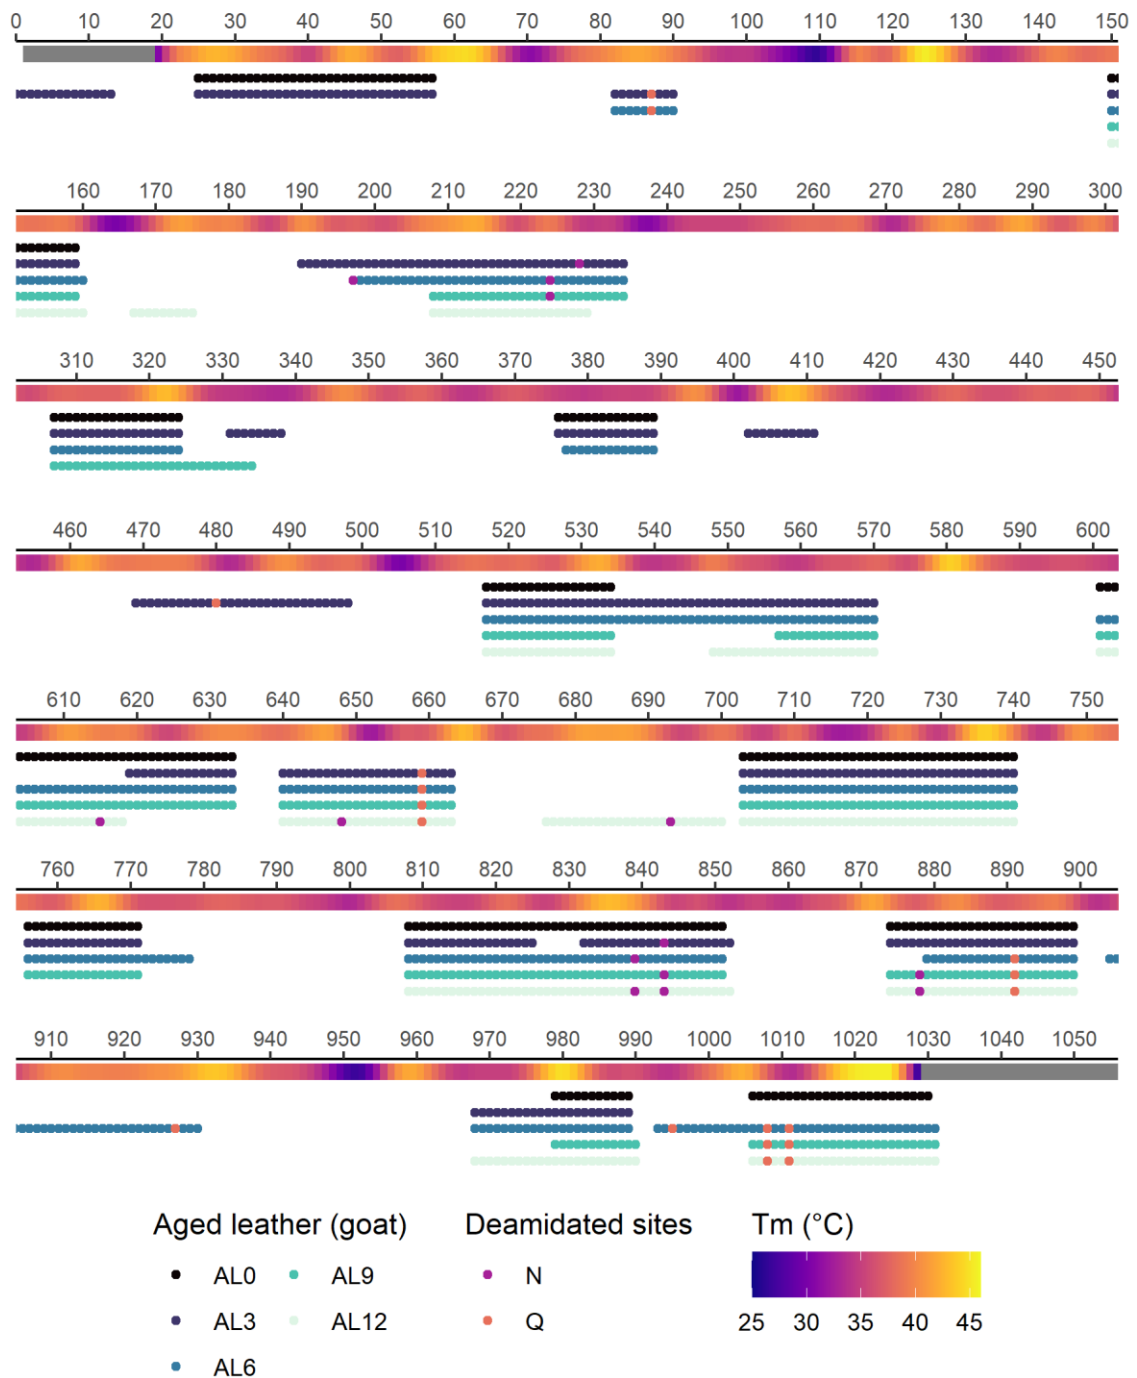 0 10 20 30 40 50 60 70 80 90 100 110 120 130 140 150
160 170 180 190 200 210 220 230 240 250 260 270 280 290 300
310 320 330 340 350 360 370 380 390 400 410 420 430 440 450
460 470 480 490 500 510 520 530 540 550 560 570 580 590 600
610 620 630 640 650 660 670 680 690 700 710 720 730 740 750
760 770 780 790 800 810 820 830 840 850 860 870 880 890 900
910 920 930 940 950 960 970 980 990 1000 1010 1020 1030 1040 1050
Aged leather (goat) Deamidated sites Tm (°C)
AL0 AL9 N
AL3 AL12 Q 25 30 35 40 45
AL6